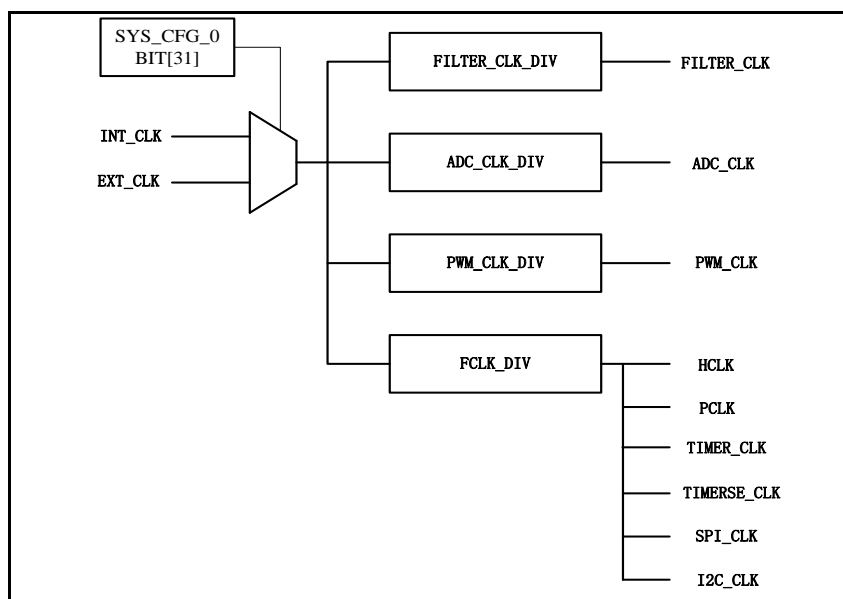 SYS_CFG_0
BIT[31]
FILTER_CLK_DIV
FILTER_CLK
INT_CLK
EXT_CLK
ADC_CLK_DIV
ADC_CLK
PWM_CLK_DIV
PWM_CLK
FCLK_DIV
HCLK
PCLK
TIMER_CLK
TIMERSE_CLK
SPI_CLK
I2C_CLK